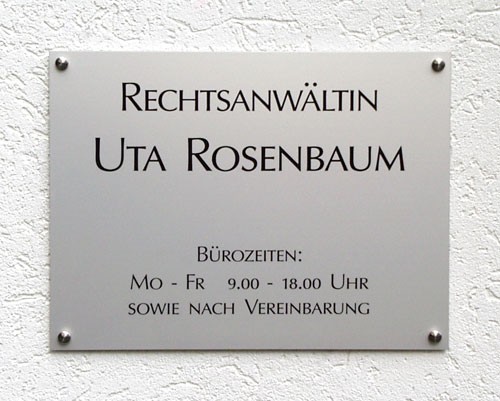 Rechtsanwältin
Uta Rosenbaum
Bürozeiten:
Mo - Fr 9.00 - 18.00 Uhr
sowie nach Vereinbarung